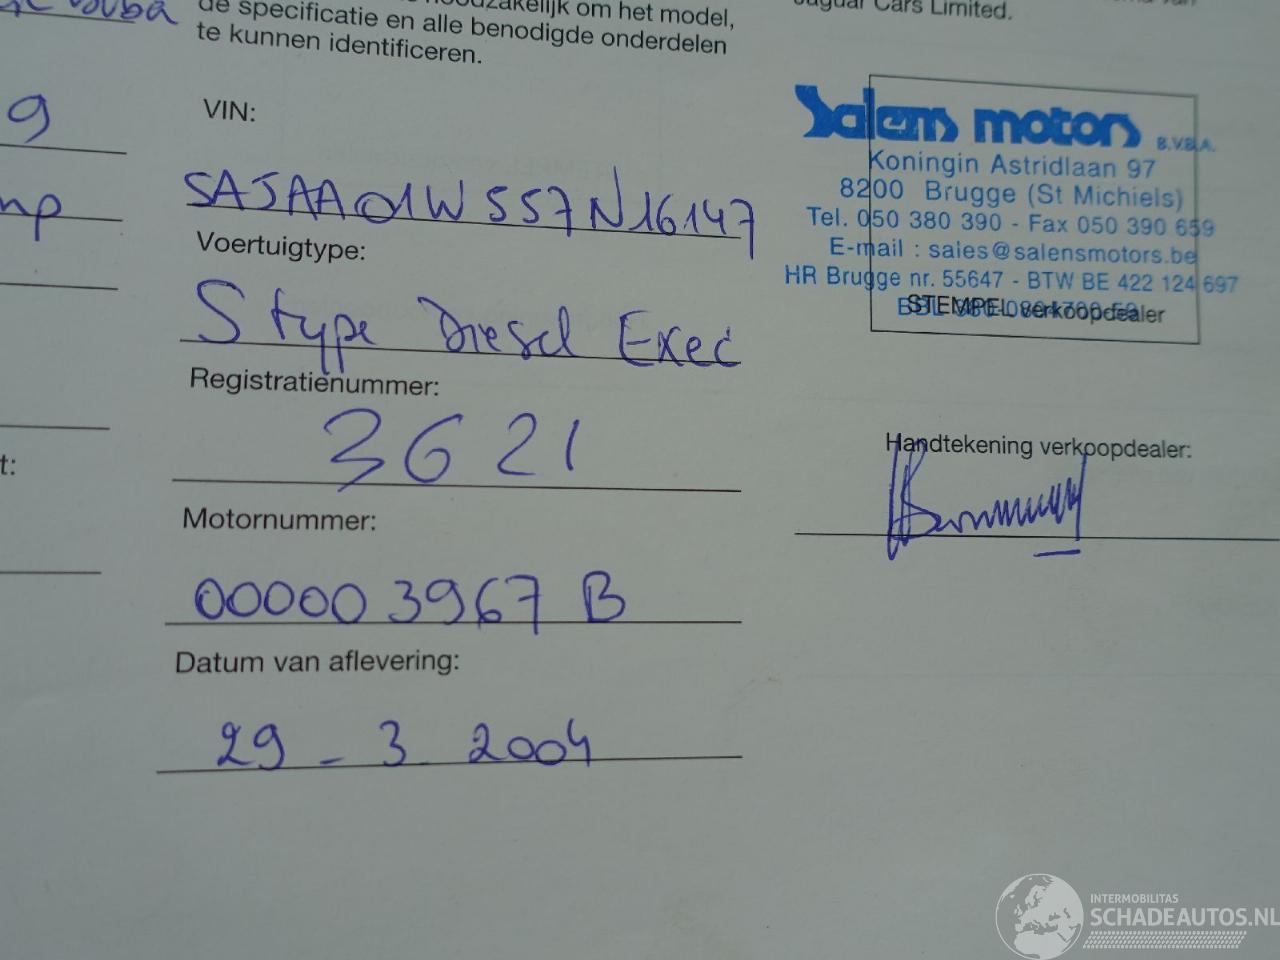 de specificatie en alle benodigde onderdelen
te kunnen identificeren.
9
VIN:
SAJAA01W557N16147
Voertuigtype:
S type Diesel Exec
Registratienummer:
3621
Motornummer:
000003967 B
Datum van aflevering:
29 - 3 2004
t:
Jaguar Cars Limited.
Salens motors B.V.B.A.
Koningin Astridlaan 97
8200 Brugge (St Michiels)
Tel. 050 380 390 - Fax 050 390 659
E-mail : sales@salensmotors.be
HR Brugge nr. 55647 - BTW BE 422 124 697
STEMPEL verkoopdealer
Handtekening verkoopdealer:
INTERMOBILITAS
SCHADEAUTOS.NL